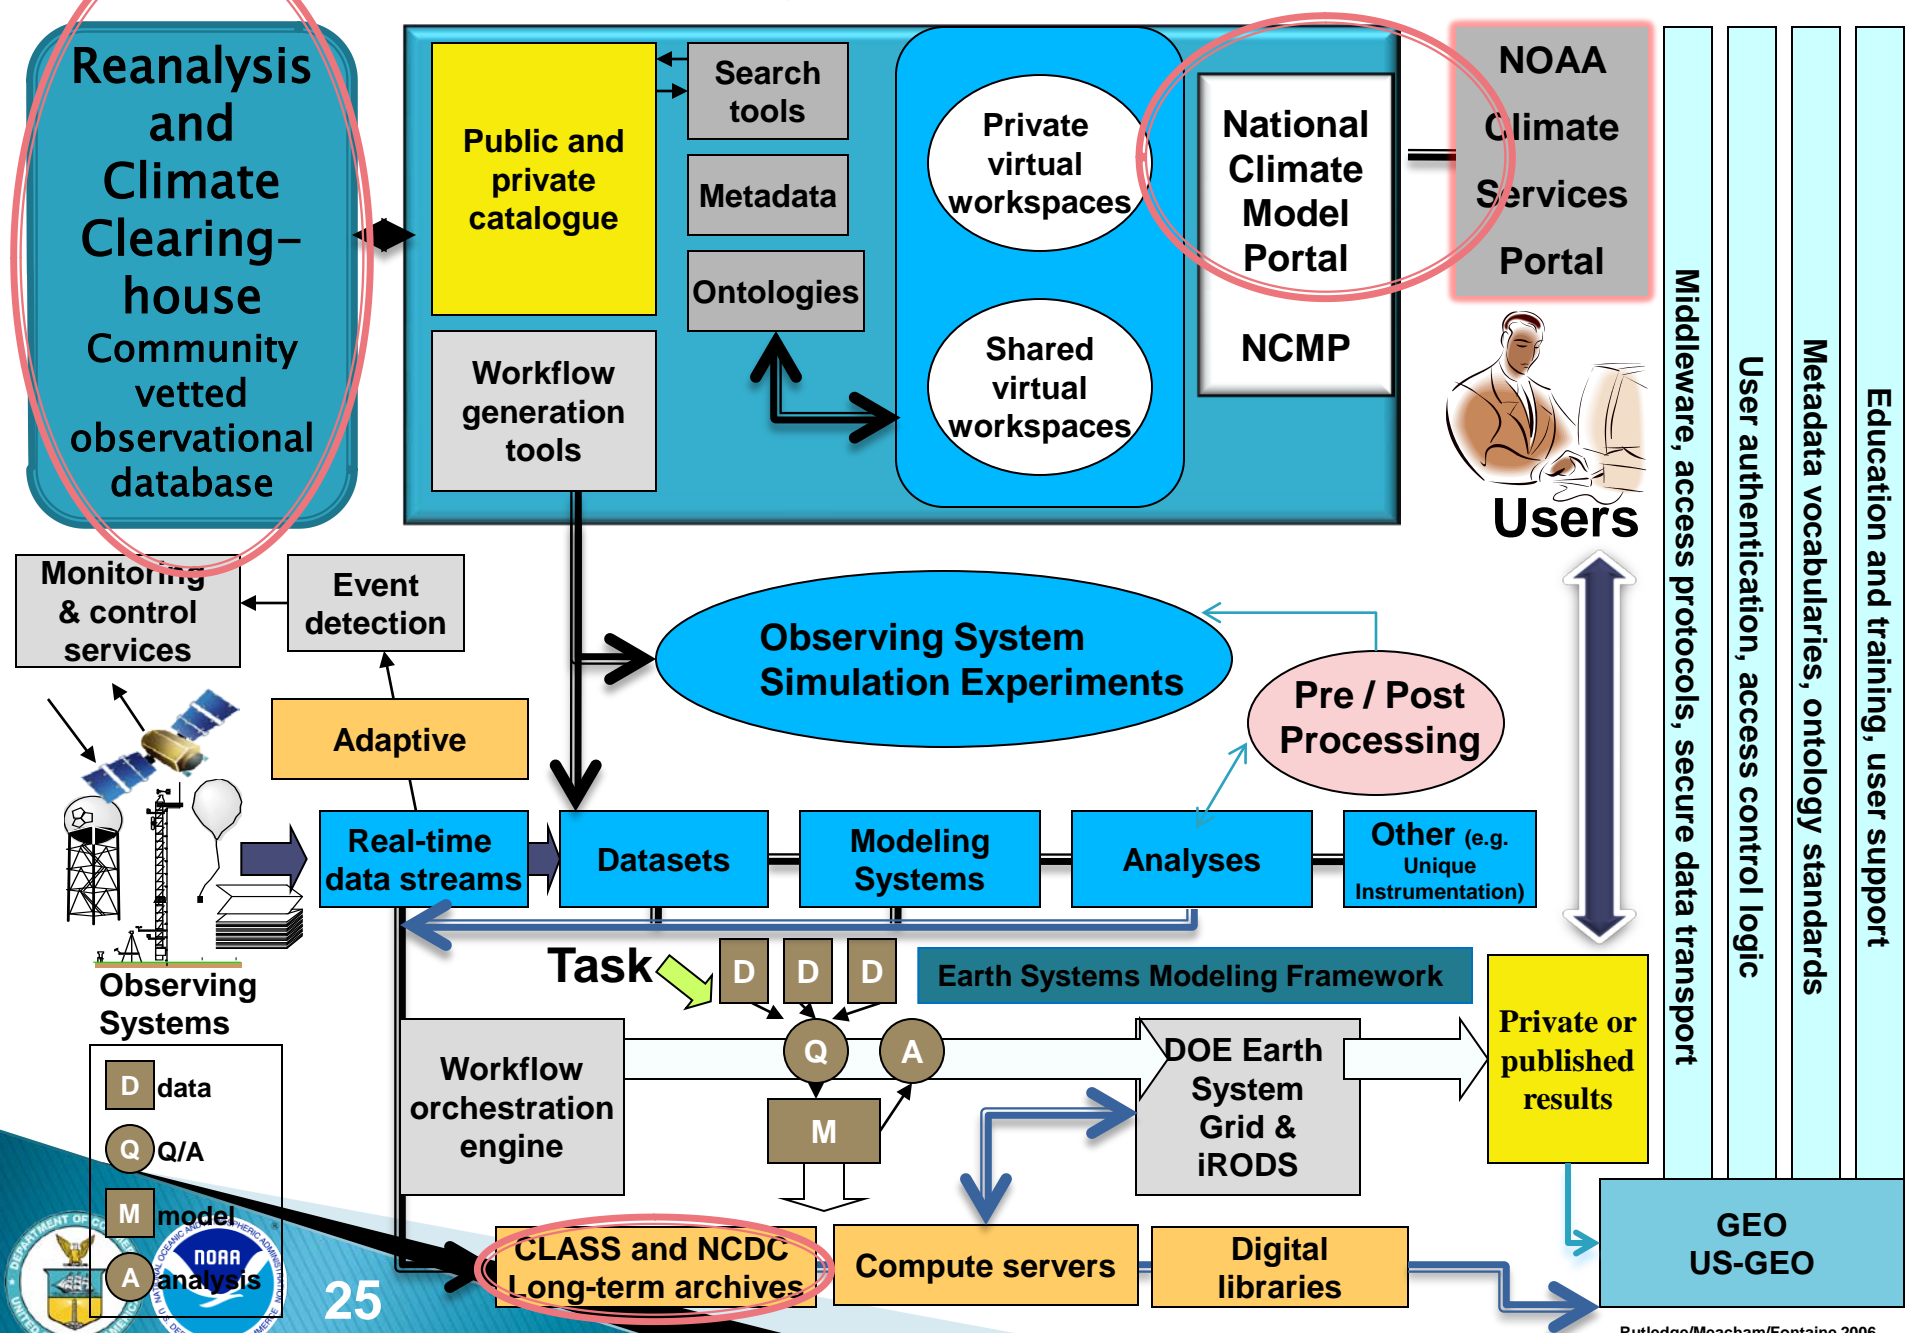 Reanalysis
and
Climate
Clearing-
house
Community
vetted
observational
database
Public and
private
catalogue
Search
tools
Metadata
Ontologies
Workflow
generation
tools
Private
virtual
workspaces
Shared
virtual
workspaces
National
Climate
Model
Portal
NCMP
NOAA
Climate
Services
Portal
Users
Middleware, access protocols, secure data transport
User authentication, access control logic
Metadata vocabularies, ontology standards
Education and training, user support
Monitoring
& control
services
Event
detection
Adaptive
Observing System
Simulation Experiments
Pre / Post
Processing
Real-time
data streams
Datasets
Modeling
Systems
Analyses
Other (e.g.
Unique
Instrumentation)
Observing
Systems
Task
D
D
D
Earth Systems Modeling Framework
Q
A
M
Workflow
orchestration
engine
DOE Earth
System
Grid &
iRODS
Private or
published
results
D data
Q Q/A
M model
A analysis
NOAA
25
CLASS and NCDC
Long-term archives
Compute servers
Digital
libraries
GEO
US-GEO
Rutledge/Meacham/Fontaine 2006